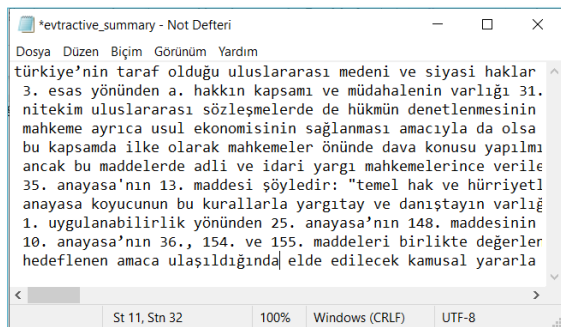 *evtractive_summary - Not Defteri
Dosya Düzen Biçim Görünüm Yardım
türkiye’nin taraf olduğu uluslararası medeni ve siyasi haklar
3. esas yönünden a. hakkın kapsamı ve müdahalenin varlığı 31.
nitekim uluslararası sözleşmelerde de hükmün denetlenmesinin
mahkeme ayrıca usul ekonomisinin sağlanması amacıyla da olsa
bu kapsamda ilke olarak mahkemeler önünde dava konusu yapılmı
ancak bu maddelerde adli ve idari yargı mahkemelerince verile
35. anayasa'nın 13. maddesi şöyledir: "temel hak ve hürriyetl
anayasa koyucunun bu kurallarla yargıtay ve danıştayın varlığ
1. uygulanabilirlik yönünden 25. anayasa’nın 148. maddesinin
10. anayasa’nın 36., 154. ve 155. maddeleri birlikte değerlen
hedeflenen amaca ulaşıldığında elde edilecek kamusal yararla
St 11, Stn 32 100% Windows (CRLF) UTF-8